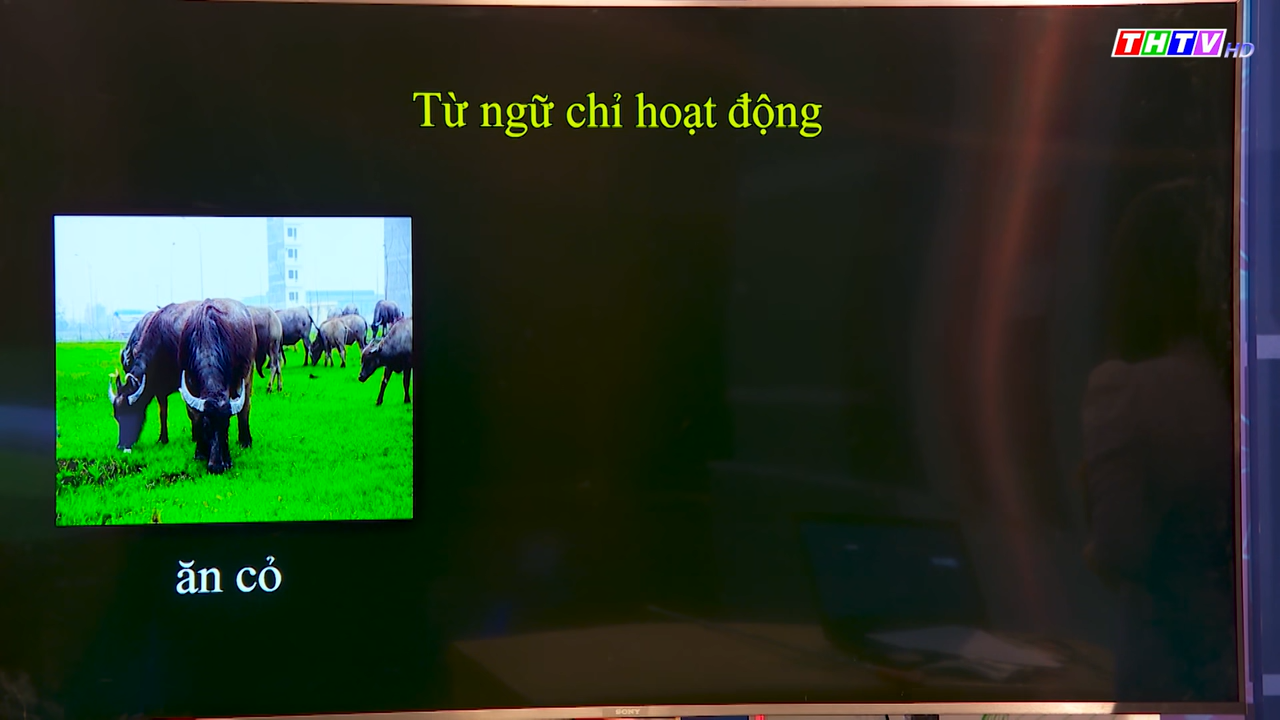 THTV HD
Từ ngữ chỉ hoạt động
ăn cỏ
SONY